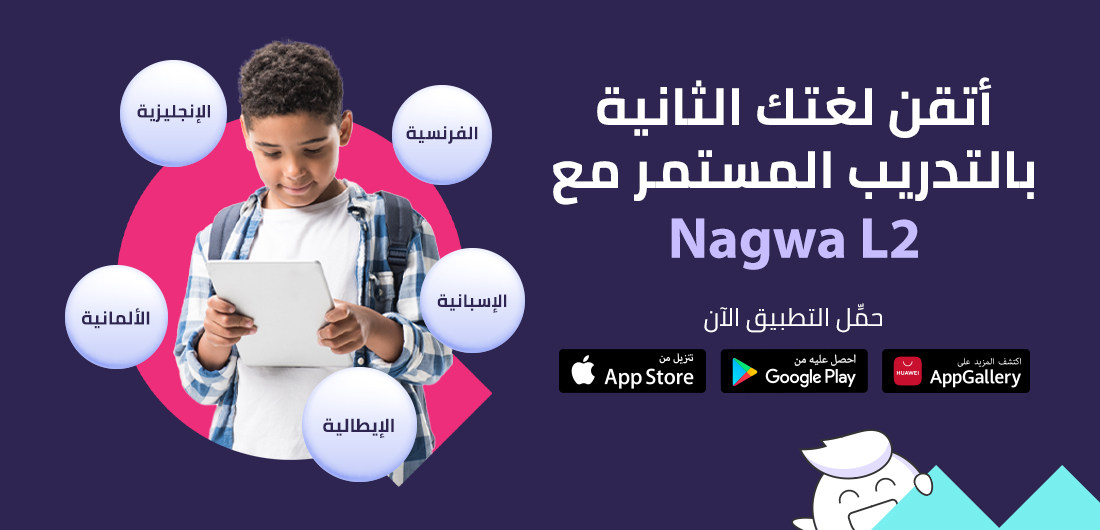 أتقن لغتك الثانية
بالتدريب المستمر مع
Nagwa L2
حمِّل التطبيق الآن
اكتشف المزيد على
AppGallery
HUAWEI
احصل عليه من
Google Play
تنزيل من
App Store
الإنجليزية
الفرنسية
الإسبانية
الألمانية
الإيطالية